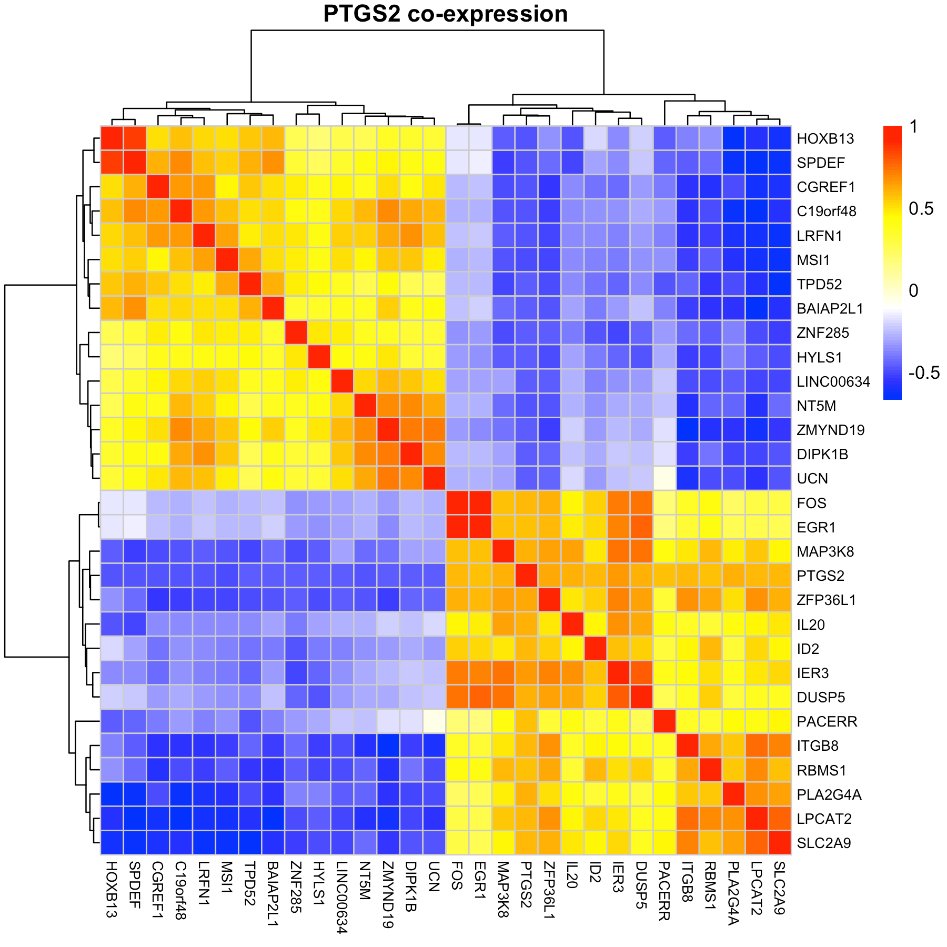 PTGS2 co-expression
HOXB13
SPDEF
CGREF1
C19orf48
LRFN1
MSI1
TPD52
BAIAP2L1
ZNF285
HYLS1
LINC00634
NT5M
ZMYND19
DIPK1B
UCN
FOS
EGR1
MAP3K8
PTGS2
ZFP36L1
IL20
ID2
IER3
DUSP5
PACERR
ITGB8
RBMS1
PLA2G4A
LPCAT2
SLC2A9
1
0.5
0
-0.5
HOXB13
SPDEF
CGREF1
C19orf48
LRFN1
MSI1
TPD52
BAIAP2L1
ZNF285
HYLS1
LINC00634
NT5M
ZMYND19
DIPK1B
UCN
FOS
EGR1
MAP3K8
PTGS2
ZFP36L1
IL20
ID2
IER3
DUSP5
PACERR
ITGB8
RBMS1
PLA2G4A
LPCAT2
SLC2A9